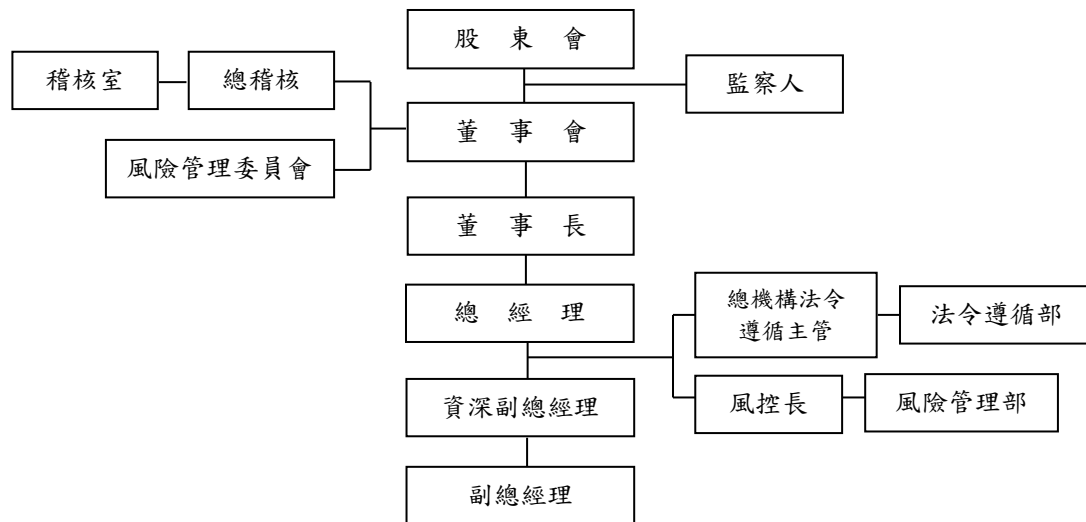 股東會
稽核室
總稽核
監察人
董事會
風險管理委員會
董事長
總經理
總機構法令
遵循主管
法令遵循部
資深副總經理
風控長
風險管理部
副總經理